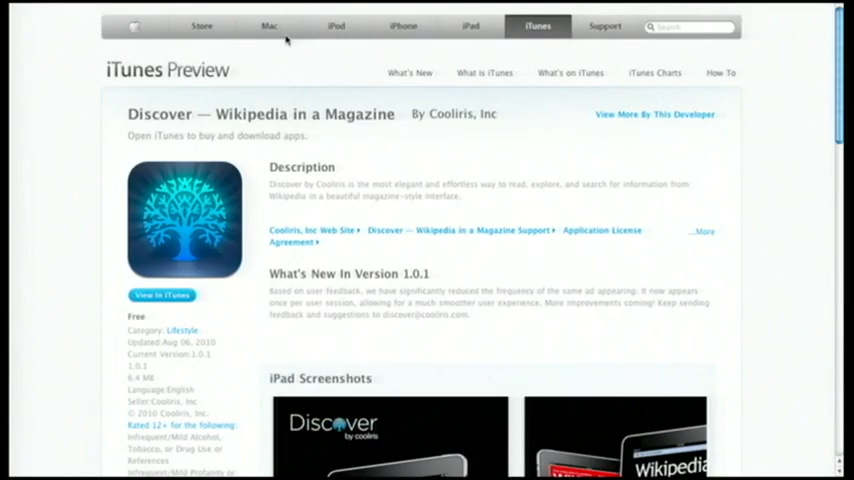 Store Mac iPod iPhone iPad iTunes Support Search
iTunes Preview
What's New What is iTunes What's on iTunes iTunes Charts How To
Discover — Wikipedia in a Magazine By Cooliris, Inc
View More By This Developer
Open iTunes to buy and download apps.
Description
Discover by Cooliris is the most elegant and effortless way to read, explore, and search for information from
Wikipedia in a beautiful magazine-style interface.
Cooliris, Inc Web Site Discover — Wikipedia in a Magazine Support Application License
Agreement
...More
What's New In Version 1.0.1
Based on user feedback, we have significantly reduced the frequency of the same ad appearing. It now appears
once per user session, allowing for a much smoother user experience. More improvements coming! Keep sending
feedback and suggestions to discover@cooliris.com.
View In iTunes
Free
Category: Lifestyle
Updated:Aug 06, 2010
Current Version:1.0.1
1.0.1
6.4 MB
Language:English
Seller:Cooliris, Inc
© 2010 Cooliris, Inc.
Rated 12+ for the following:
Infrequent/Mild Alcohol,
Tobacco, or Drug Use or
References
Infrequent/Mild Profanity or
iPad Screenshots
Discover
by cooliris
Wikipedia